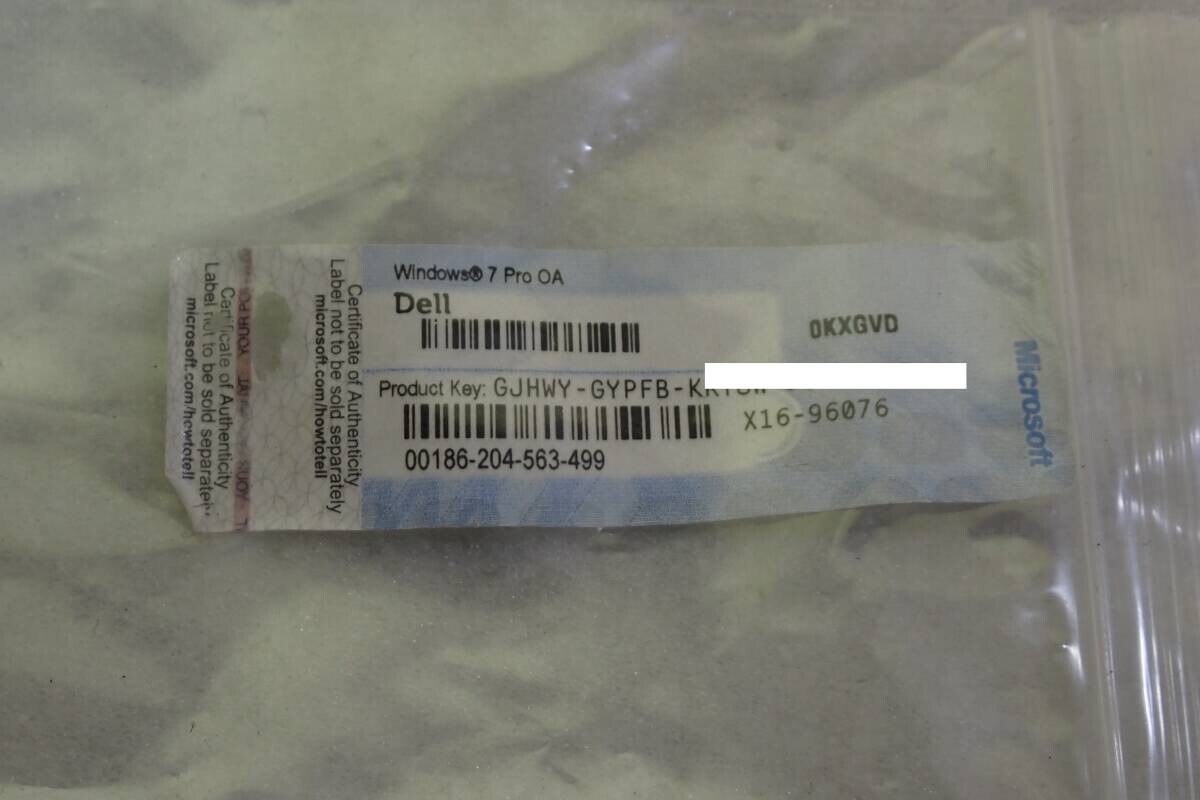 Certificate of Authenticity
Label not to be sold separately
microsoft.com/howtotell
Certificate of Authenticity
Label not to be sold separately
microsoft.com/howtotell
Windows® 7 Pro OA
Dell
0KXGVD
Product Key: GJHWY-GYPFB-
X16-96076
00186-204-563-499
Microsoft